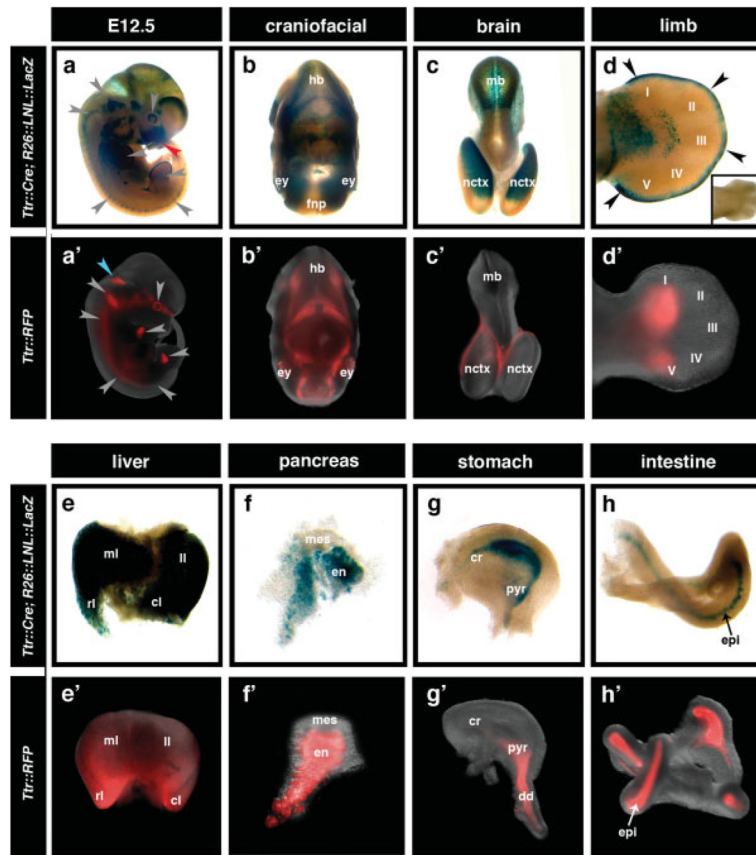 E12.5 craniofacial brain limb
Ttr::Cre; R26::LNL::LacZ
a b c d
hb
ey ey
fnp
mb
nctx nctx
I
II
III
IV
V
Ttr::RFP
a' b' c' d'
hb
ey ey
mb
nctx nctx
I
II
III
IV
V
liver pancreas stomach intestine
Ttr::Cre; R26::LNL::LacZ
e f g h
ml ll
rl cl
mes
en
cr
pyr
epi
Ttr::RFP
e' f' g' h'
ml ll
rl cl
mes
en
cr
pyr
dd
epi